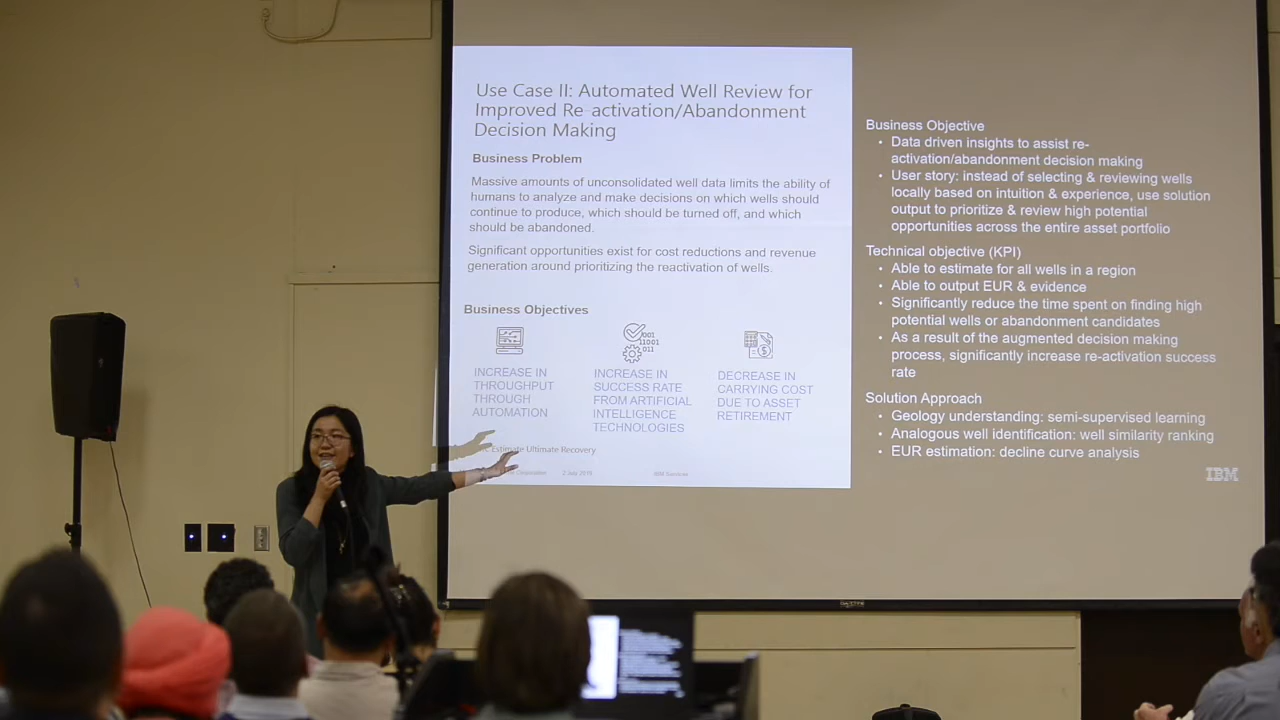 Use Case II: Automated Well Review for
Improved Re-activation/Abandonment
Decision Making
Business Problem
Massive amounts of unconsolidated well data limits the ability of
humans to analyze and make decisions on which wells should
continue to produce, which should be turned off, and which
should be abandoned.
Significant opportunities exist for cost reductions and revenue
generation around prioritizing the reactivation of wells.
Business Objectives
001
11001
011
INCREASE IN
THROUGHPUT
THROUGH
AUTOMATION
INCREASE IN
SUCCESS RATE
FROM ARTIFICIAL
INTELLIGENCE
TECHNOLOGIES
DECREASE IN
CARRYING COST
DUE TO ASSET
RETIREMENT
Estimate Ultimate Recovery
Corporation 2 July 2019 IBM Services
Business Objective
• Data driven insights to assist re-
activation/abandonment decision making
• User story: instead of selecting & reviewing wells
locally based on intuition & experience, use solution
output to prioritize & review high potential
opportunities across the entire asset portfolio
Technical objective (KPI)
• Able to estimate for all wells in a region
• Able to output EUR & evidence
• Significantly reduce the time spent on finding high
potential wells or abandonment candidates
• As a result of the augmented decision making
process, significantly increase re-activation success
rate
Solution Approach
• Geology understanding: semi-supervised learning
• Analogous well identification: well similarity ranking
• EUR estimation: decline curve analysis
IBM